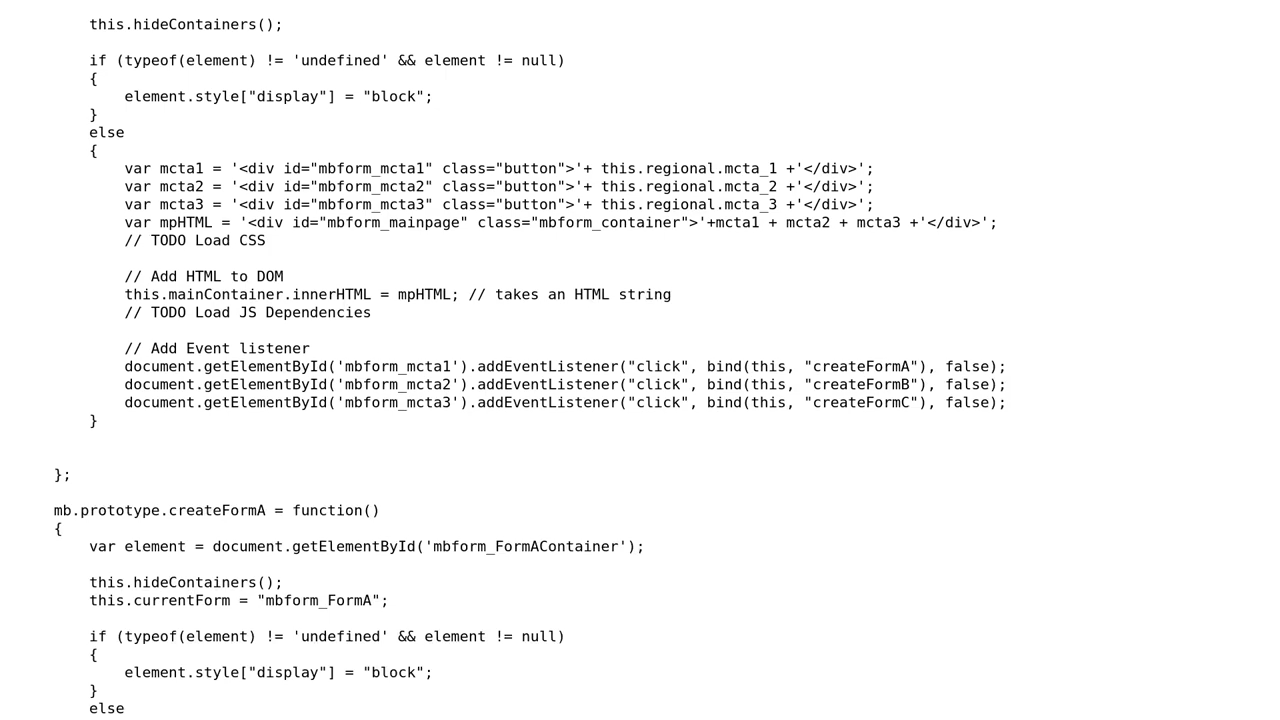 this.hideContainers();
if (typeof(element) != 'undefined' && element != null)
{
element.style["display"] = "block";
}
else
{
var mcta1 = '<div id="mbform_mcta1" class="button">'+ this.regional.mcta_1 +'</div>';
var mcta2 = '<div id="mbform_mcta2" class="button">'+ this.regional.mcta_2 +'</div>';
var mcta3 = '<div id="mbform_mcta3" class="button">'+ this.regional.mcta_3 +'</div>';
var mpHTML = '<div id="mbform_mainpage" class="mbform_container">'+mcta1 + mcta2 + mcta3 +'</div>';
// TODO Load CSS
// Add HTML to DOM
this.mainContainer.innerHTML = mpHTML; // takes an HTML string
// TODO Load JS Dependencies
// Add Event listener
document.getElementById('mbform_mcta1').addEventListener("click", bind(this, "createFormA"), false);
document.getElementById('mbform_mcta2').addEventListener("click", bind(this, "createFormB"), false);
document.getElementById('mbform_mcta3').addEventListener("click", bind(this, "createFormC"), false);
}
};
mb.prototype.createFormA = function()
{
var element = document.getElementById('mbform_FormAContainer');
this.hideContainers();
this.currentForm = "mbform_FormA";
if (typeof(element) != 'undefined' && element != null)
{
element.style["display"] = "block";
}
else